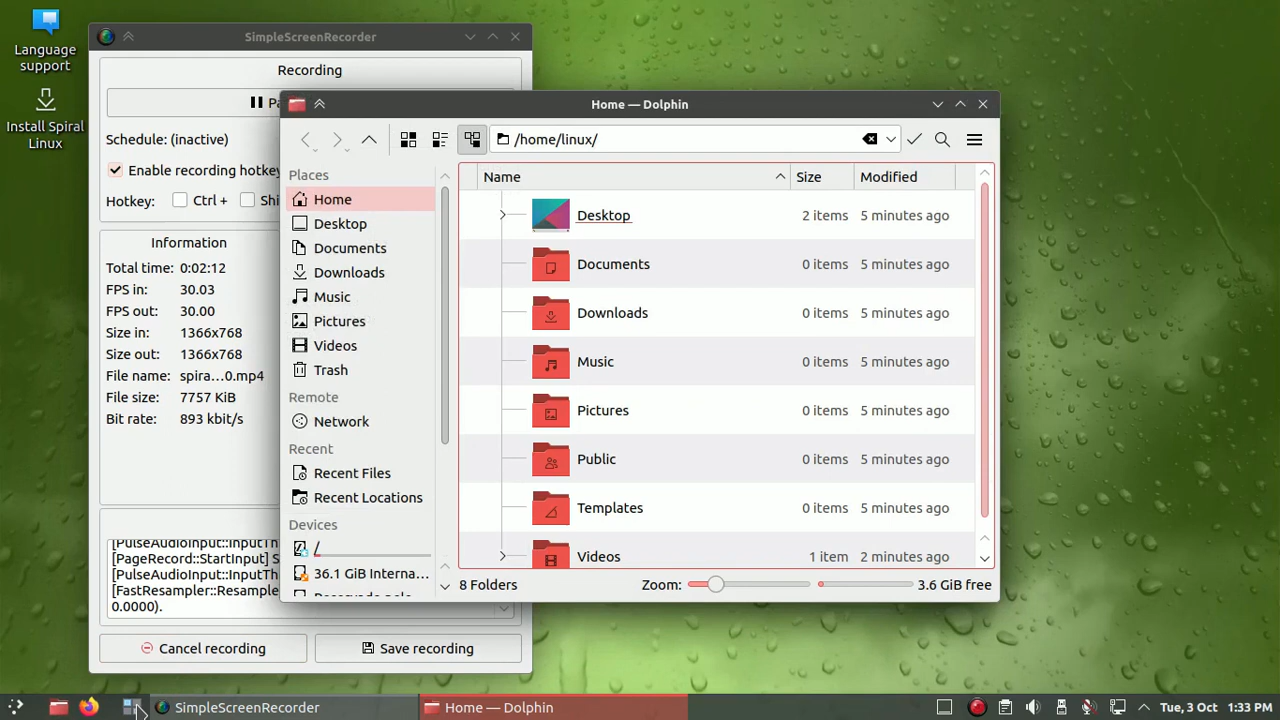 Language
support
Install Spiral
Linux
SimpleScreenRecorder
Recording
Schedule: (inactive)
Enable recording hotkey
Hotkey:
Ctrl +
Information
Total time: 0:02:12
FPS in: 30.03
FPS out: 30.00
Size in: 1366x768
Size out: 1366x768
File name: spira...0.mp4
File size: 7757 KiB
Bit rate: 893 kbit/s
[PulseAudioInput::InputTh
[PageRecord::StartInput] S
[PulseAudioInput::InputTh
[FastResampler::Resample
0.0000).
Cancel recording
Save recording
Home — Dolphin
/home/linux/
Places
Home
Desktop
Documents
Downloads
Music
Pictures
Videos
Trash
Remote
Network
Recent
Recent Files
Recent Locations
Devices
/
36.1 GiB Interna...
Name Size Modified
Desktop 2 items 5 minutes ago
Documents 0 items 5 minutes ago
Downloads 0 items 5 minutes ago
Music 0 items 5 minutes ago
Pictures 0 items 5 minutes ago
Public 0 items 5 minutes ago
Templates 0 items 5 minutes ago
Videos 1 item 2 minutes ago
8 Folders
Zoom:
3.6 GiB free
SimpleScreenRecorder
Home — Dolphin
Tue, 3 Oct
1:33 PM